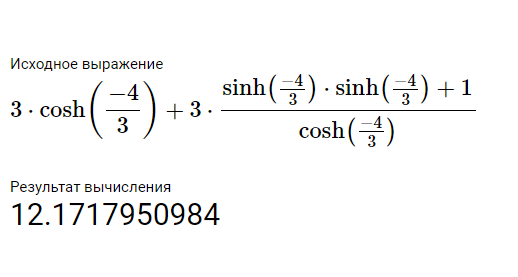 Исходное выражение
3 · cosh(−4/3) + 3 · (sinh(−4/3) · sinh(−4/3) + 1)/cosh(−4/3)
Результат вычисления
12.1717950984